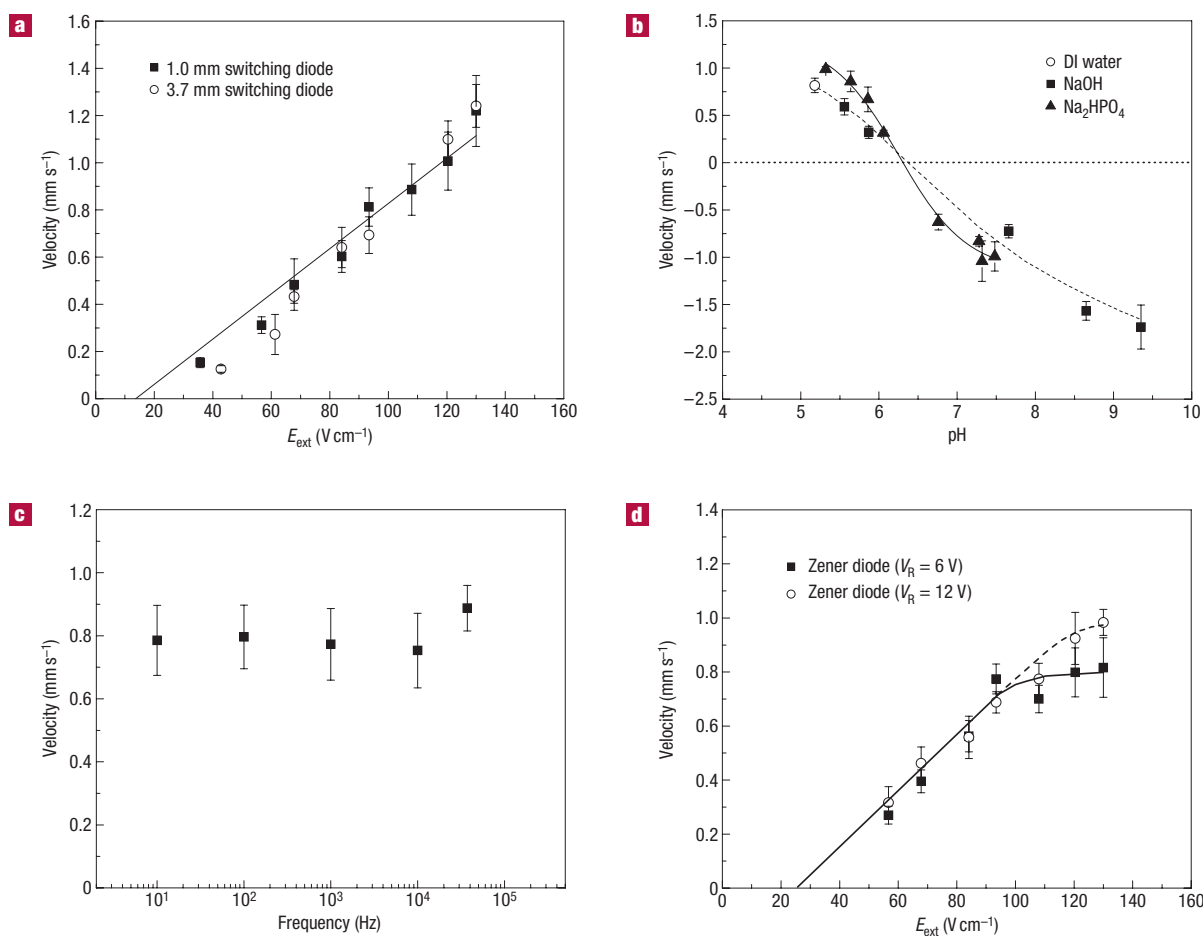 a
1.6
1.4
1.2
1.0
0.8
0.6
0.4
0.2
0
Velocity (mm s–1)
1.0 mm switching diode
3.7 mm switching diode
0 20 40 60 80 100 120 140 160
Eext (V cm–1)
b
1.5
1.0
0.5
0
–0.5
–1.0
–1.5
–2.0
–2.5
Velocity (mm s–1)
DI water
NaOH
Na2HPO4
4 5 6 7 8 9 10
pH
c
1.2
1.0
0.8
0.6
0.4
0.2
0
Velocity (mm s–1)
101 102 103 104 105
Frequency (Hz)
d
1.4
1.2
1.0
0.8
0.6
0.4
0.2
0
Velocity (mm s–1)
Zener diode (VR = 6 V)
Zener diode (VR = 12 V)
0 20 40 60 80 100 120 140 160
Eext (V cm–1)